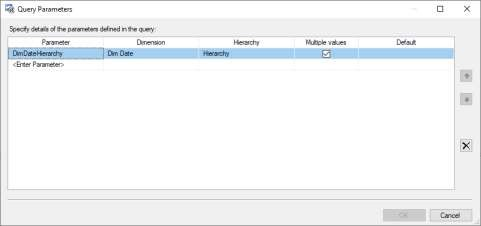 Query Parameters
Specify details of the parameters defined in the query:
Parameter Dimension Hierarchy Multiple values Default
DimDateHierarchy Dim Date Hierarchy
<Enter Parameter>
OK Cancel